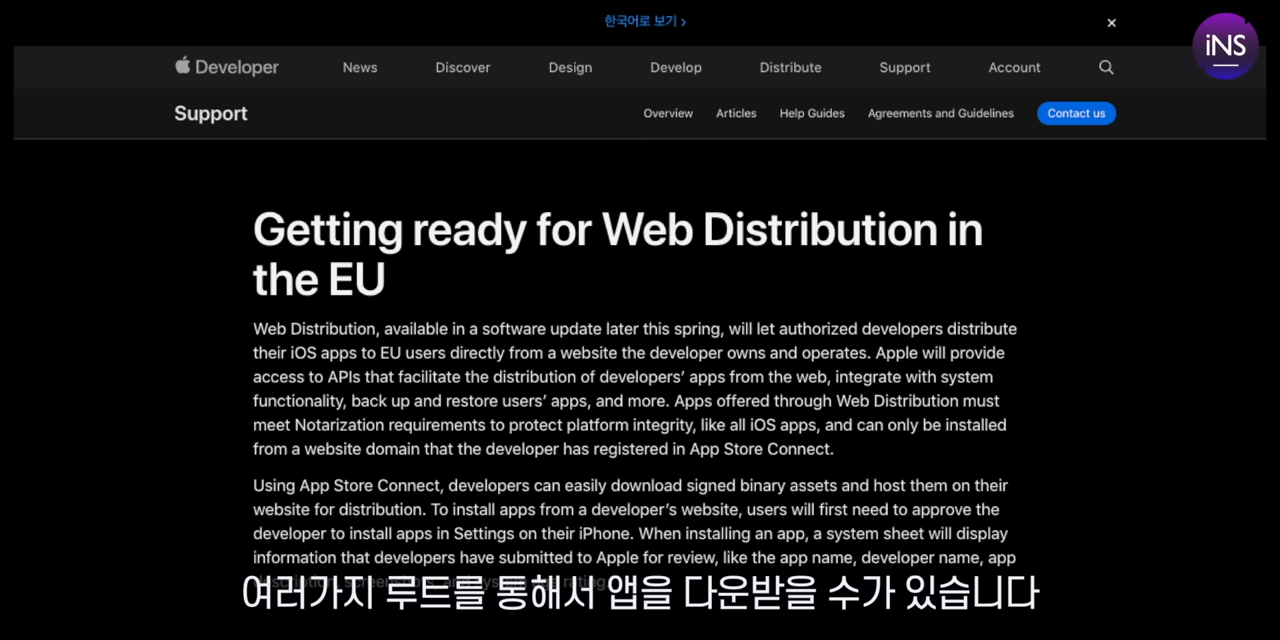 한국어로 보기 ›
iNS
Developer News Discover Design Develop Distribute Support Account
Support Overview Articles Help Guides Agreements and Guidelines Contact us
Getting ready for Web Distribution in
the EU
Web Distribution, available in a software update later this spring, will let authorized developers distribute
their iOS apps to EU users directly from a website the developer owns and operates. Apple will provide
access to APIs that facilitate the distribution of developers’ apps from the web, integrate with system
functionality, back up and restore users’ apps, and more. Apps offered through Web Distribution must
meet Notarization requirements to protect platform integrity, like all iOS apps, and can only be installed
from a website domain that the developer has registered in App Store Connect.
Using App Store Connect, developers can easily download signed binary assets and host them on their
website for distribution. To install apps from a developer’s website, users will first need to approve the
developer to install apps in Settings on their iPhone. When installing an app, a system sheet will display
information that developers have submitted to Apple for review, like the app name, developer name, app
여러가지 루트를 통해서 앱을 다운받을 수가 있습니다